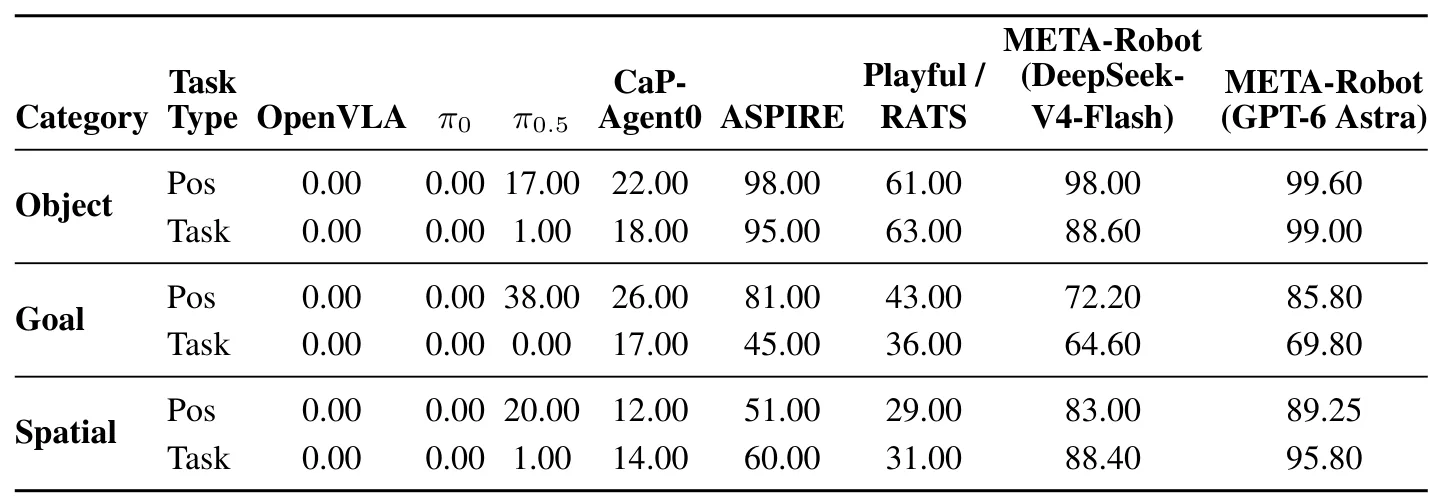 Category Task Type OpenVLA π₀ π₀.₅ CaP-Agent0 ASPIRE Playful / RATS META-Robot (DeepSeek-V4-Flash) META-Robot (GPT-6 Astra)
Object Pos 0.00 0.00 17.00 22.00 98.00 61.00 98.00 99.60
Task 0.00 0.00 1.00 18.00 95.00 63.00 88.60 99.00
Goal Pos 0.00 0.00 38.00 26.00 81.00 43.00 72.20 85.80
Task 0.00 0.00 0.00 17.00 45.00 36.00 64.60 69.80
Spatial Pos 0.00 0.00 20.00 12.00 51.00 29.00 83.00 89.25
Task 0.00 0.00 1.00 14.00 60.00 31.00 88.40 95.80